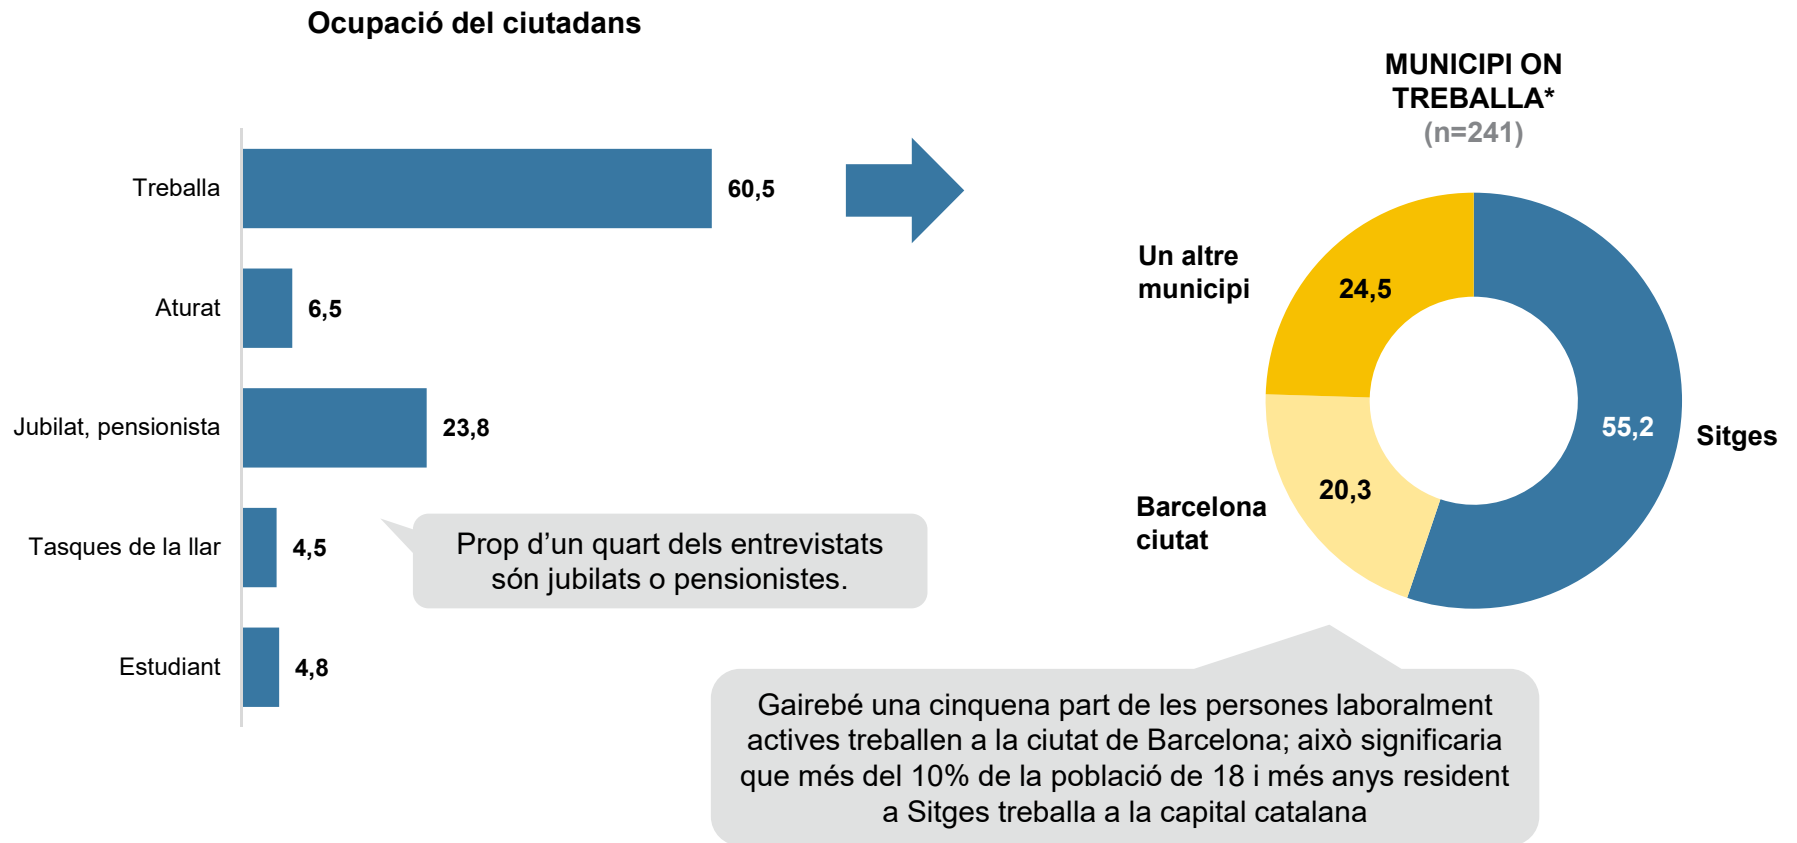 Ocupació del ciutadans
Treballa
60,5
Aturat
6,5
Jubilat, pensionista
23,8
Tasques de la llar
4,5
Estudiant
4,8
Prop d’un quart dels entrevistats
són jubilats o pensionistes.
MUNICIPI ON
TREBALLA*
(n=241)
Un altre
municipi
24,5
55,2
Sitges
Barcelona
ciutat
20,3
Gairebé una cinquena part de les persones laboralment
actives treballen a la ciutat de Barcelona; això significaria
que més del 10% de la població de 18 i més anys resident
a Sitges treballa a la capital catalana